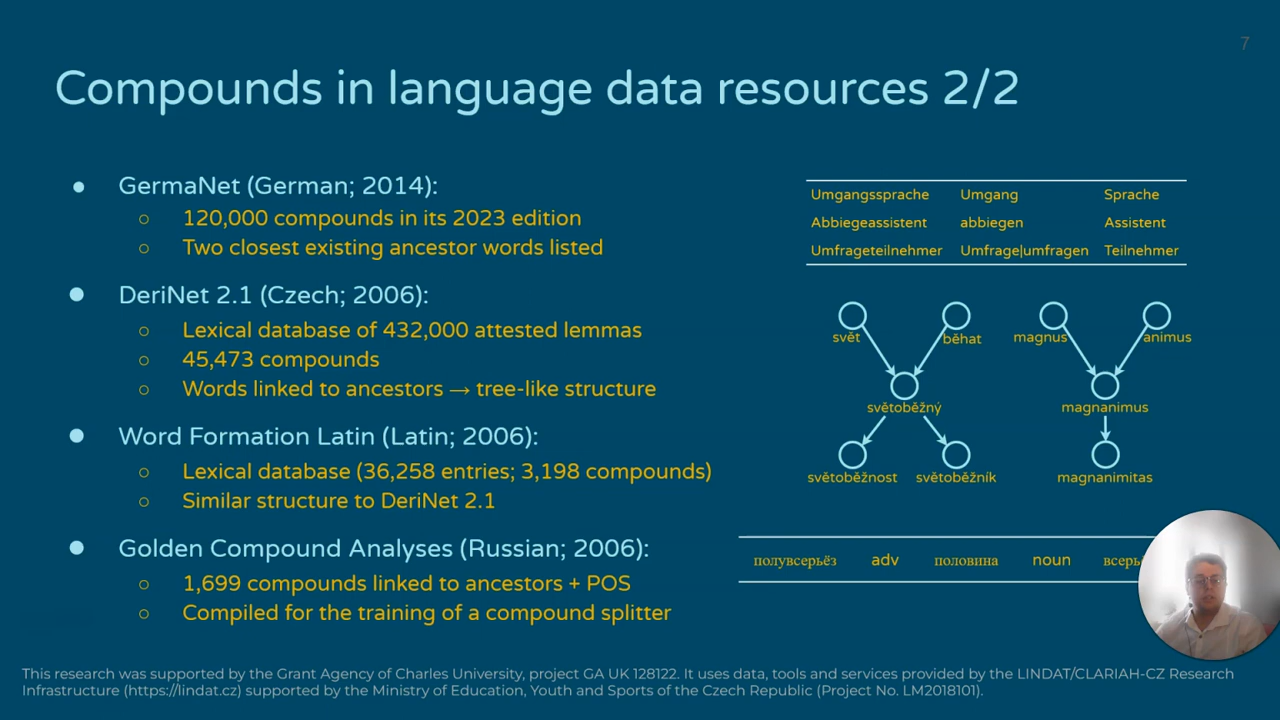 7
Compounds in language data resources 2/2
● GermaNet (German; 2014):
○ 120,000 compounds in its 2023 edition
○ Two closest existing ancestor words listed
● DeriNet 2.1 (Czech; 2006):
○ Lexical database of 432,000 attested lemmas
○ 45,473 compounds
○ Words linked to ancestors → tree-like structure
● Word Formation Latin (Latin; 2006):
○ Lexical database (36,258 entries; 3,198 compounds)
○ Similar structure to DeriNet 2.1
● Golden Compound Analyses (Russian; 2006):
○ 1,699 compounds linked to ancestors + POS
○ Compiled for the training of a compound splitter
Umgangssprache Umgang Sprache
Abbiegeassistent abbiegen Assistent
Umfrageteilnehmer Umfrage|umfragen Teilnehmer
svět běhat magnus animus
světoběžný magnanimus
světoběžnost světoběžník magnanimitas
полувсерьёз adv половина noun
This research was supported by the Grant Agency of Charles University, project GA UK 128122. It uses data, tools and services provided by the LINDAT/CLARIAH-CZ Research
Infrastructure (https://lindat.cz) supported by the Ministry of Education, Youth and Sports of the Czech Republic (Project No. LM2018101).